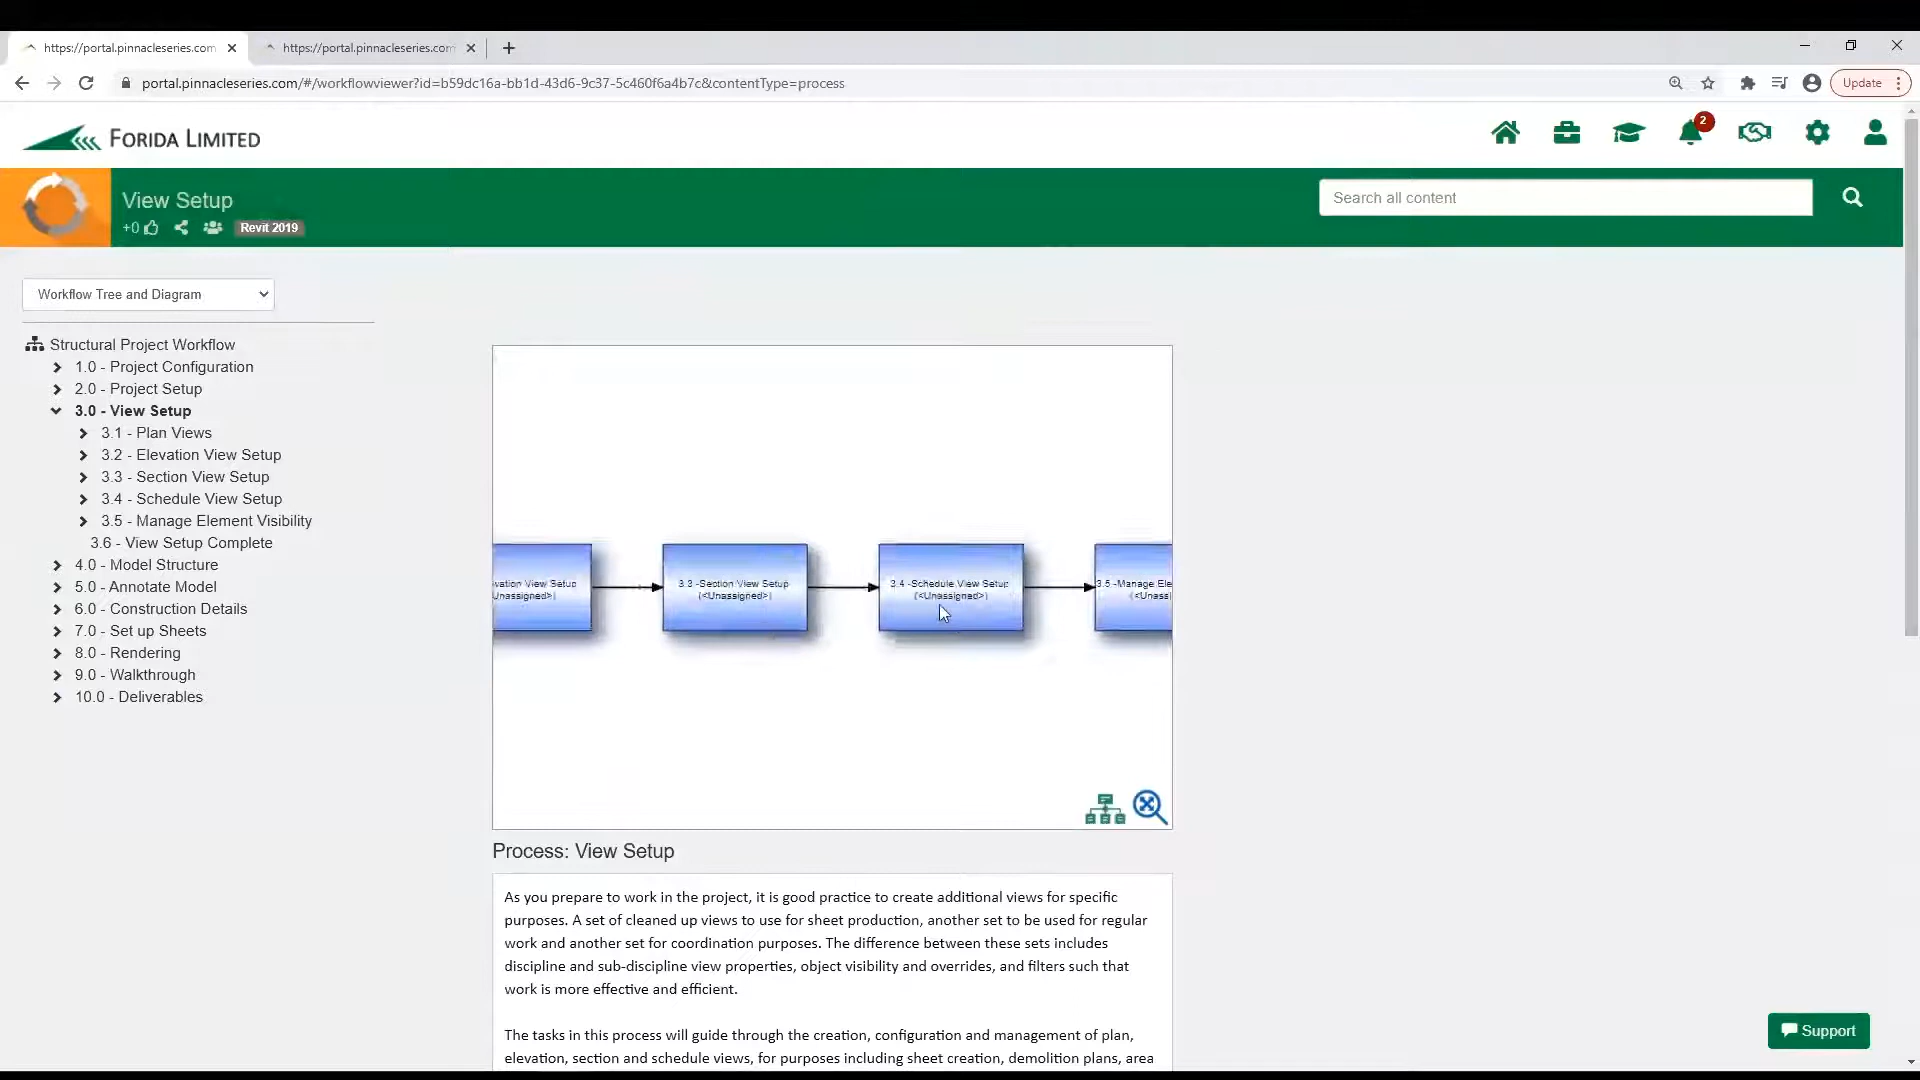 https://portal.pinnacleseries.com
https://portal.pinnacleseries.com
portal.pinnacleseries.com/#/workflowviewer?id=b59dc16a-bb1d-43d6-9c37-5c460f6a4b7c&contentType=process
Update
FORIDA LIMITED
2
View Setup
+0
Revit 2019
Search all content
Workflow Tree and Diagram
Structural Project Workflow
1.0 - Project Configuration
2.0 - Project Setup
3.0 - View Setup
3.1 - Plan Views
3.2 - Elevation View Setup
3.3 - Section View Setup
3.4 - Schedule View Setup
3.5 - Manage Element Visibility
3.6 - View Setup Complete
4.0 - Model Structure
5.0 - Annotate Model
6.0 - Construction Details
7.0 - Set up Sheets
8.0 - Rendering
9.0 - Walkthrough
10.0 - Deliverables
vation View Setup
Unassigned>)
3.3 -Section View Setup
(<Unassigned>)
3.4 -Schedule View Setup
(<Unassigned>)
3.5 -Manage Ele
(<Unassi
Process: View Setup
As you prepare to work in the project, it is good practice to create additional views for specific
purposes. A set of cleaned up views to use for sheet production, another set to be used for regular
work and another set for coordination purposes. The difference between these sets includes
discipline and sub-discipline view properties, object visibility and overrides, and filters such that
work is more effective and efficient.
The tasks in this process will guide through the creation, configuration and management of plan,
elevation, section and schedule views, for purposes including sheet creation, demolition plans, area
Support